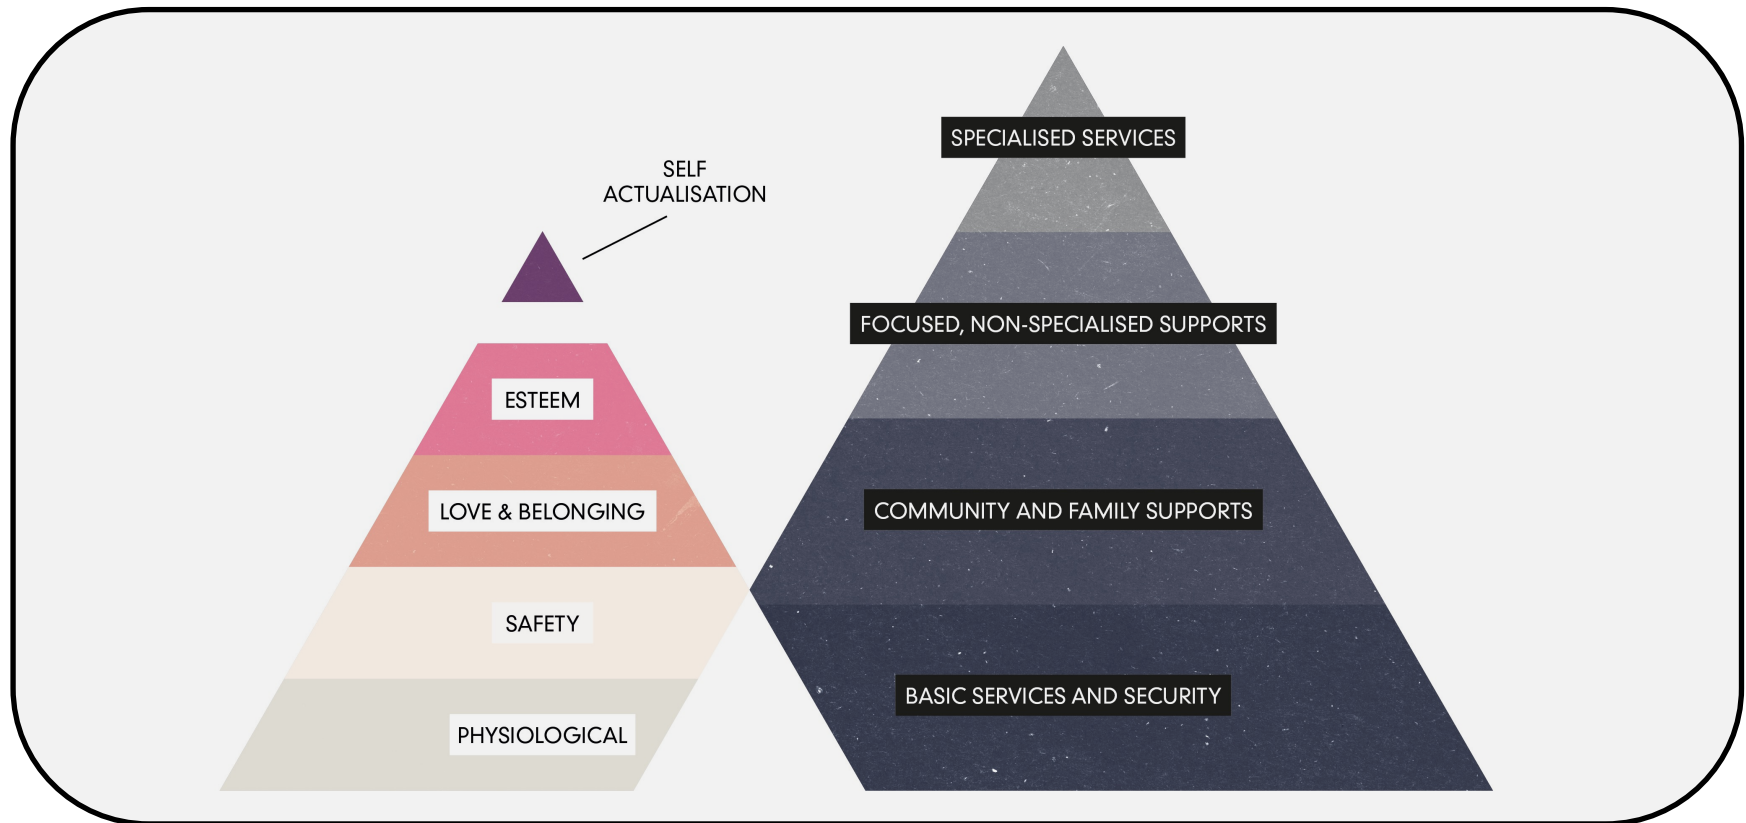 SELF
ACTUALISATION
ESTEEM
LOVE & BELONGING
SAFETY
PHYSIOLOGICAL
SPECIALISED SERVICES
FOCUSED, NON-SPECIALISED SUPPORTS
COMMUNITY AND FAMILY SUPPORTS
BASIC SERVICES AND SECURITY